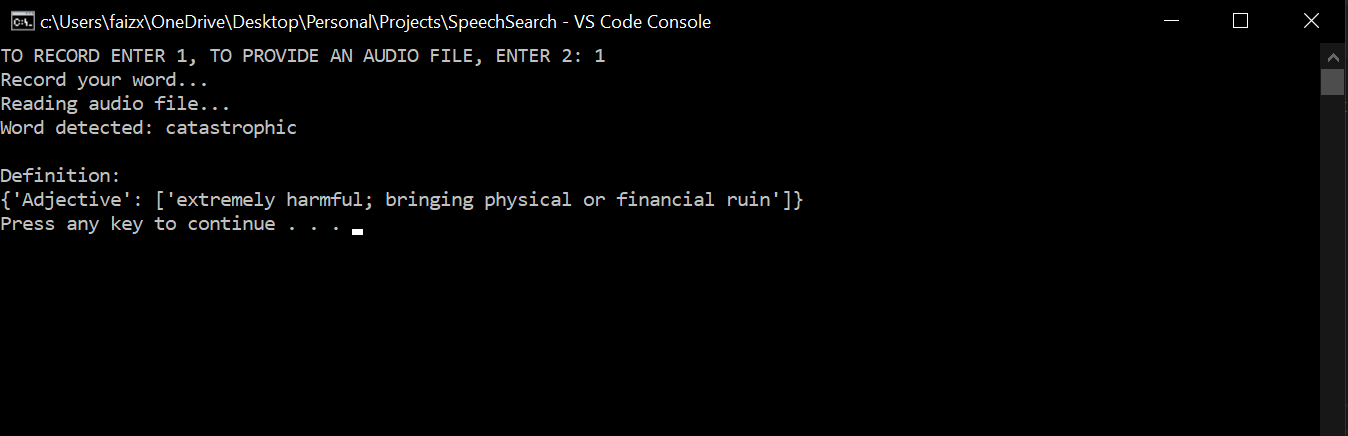 c:\Users\faizx\OneDrive\Desktop\Personal\Projects\SpeechSearch - VS Code Console
TO RECORD ENTER 1, TO PROVIDE AN AUDIO FILE, ENTER 2: 1
Record your word...
Reading audio file...
Word detected: catastrophic
Definition:
{'Adjective': ['extremely harmful; bringing physical or financial ruin']}
Press any key to continue . . .